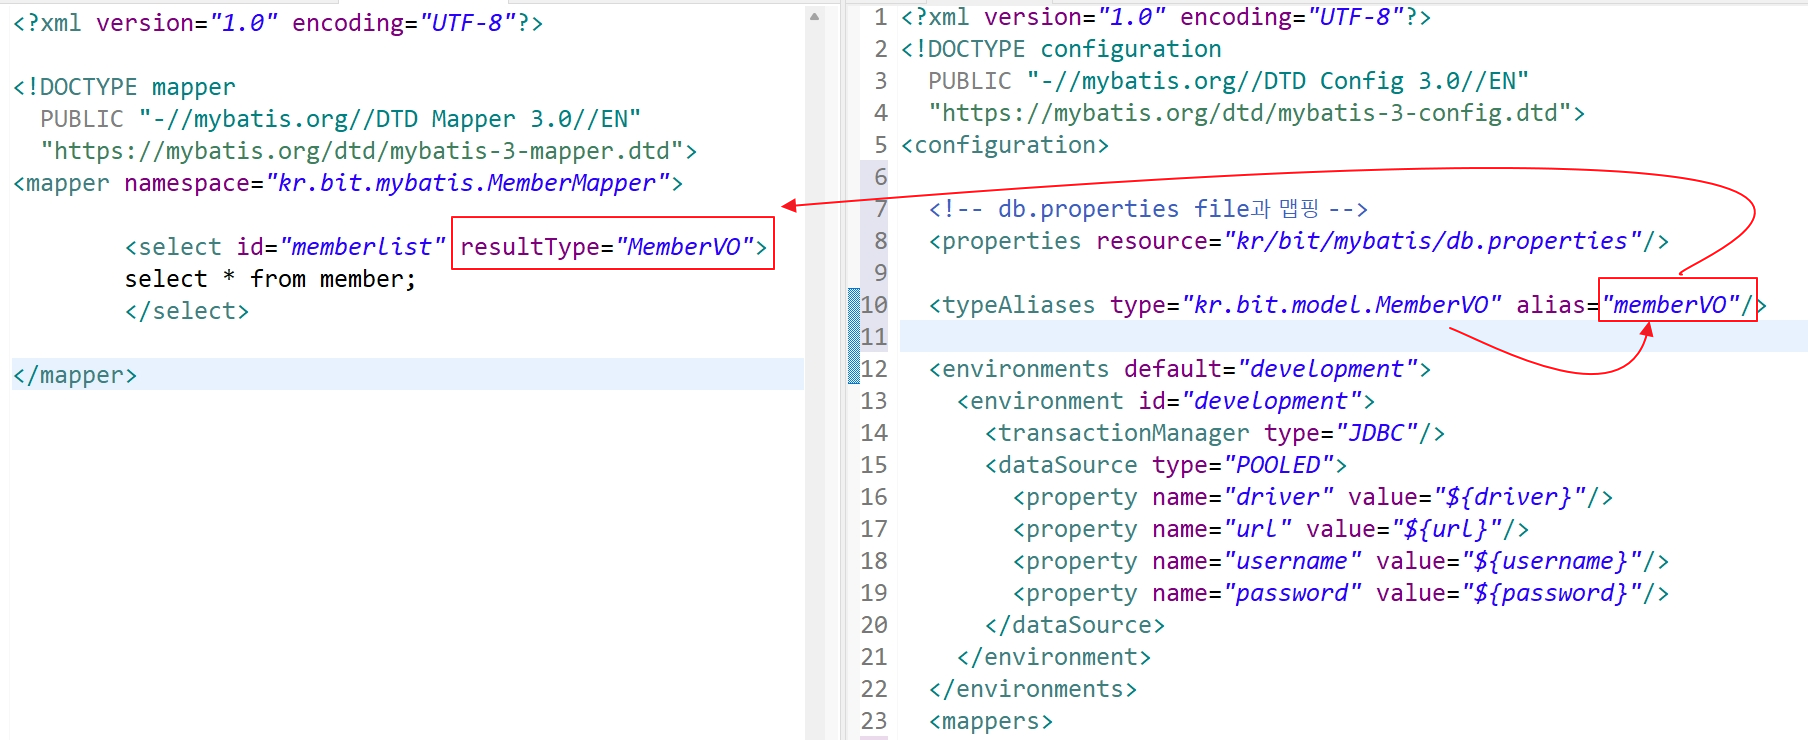 <?xml version="1.0" encoding="UTF-8"?>
<!DOCTYPE mapper
PUBLIC "-//mybatis.org//DTD Mapper 3.0//EN"
"https://mybatis.org/dtd/mybatis-3-mapper.dtd">
<mapper namespace="kr.bit.mybatis.MemberMapper">
<select id="memberlist" resultType="MemberVO">
select * from member;
</select>
</mapper>
1 <?xml version="1.0" encoding="UTF-8"?>
2 <!DOCTYPE configuration
3 PUBLIC "-//mybatis.org//DTD Config 3.0//EN"
4 "https://mybatis.org/dtd/mybatis-3-config.dtd">
5 <configuration>
6
7 <!-- db.properties file과 맵핑 -->
8 <properties resource="kr/bit/mybatis/db.properties"/>
9
10 <typeAliases type="kr.bit.model.MemberVO" alias="memberVO"/>
11
12 <environments default="development">
13 <environment id="development">
14 <transactionManager type="JDBC"/>
15 <dataSource type="POOLED">
16 <property name="driver" value="${driver}"/>
17 <property name="url" value="${url}"/>
18 <property name="username" value="${username}"/>
19 <property name="password" value="${password}"/>
20 </dataSource>
21 </environment>
22 </environments>
23 <mappers>